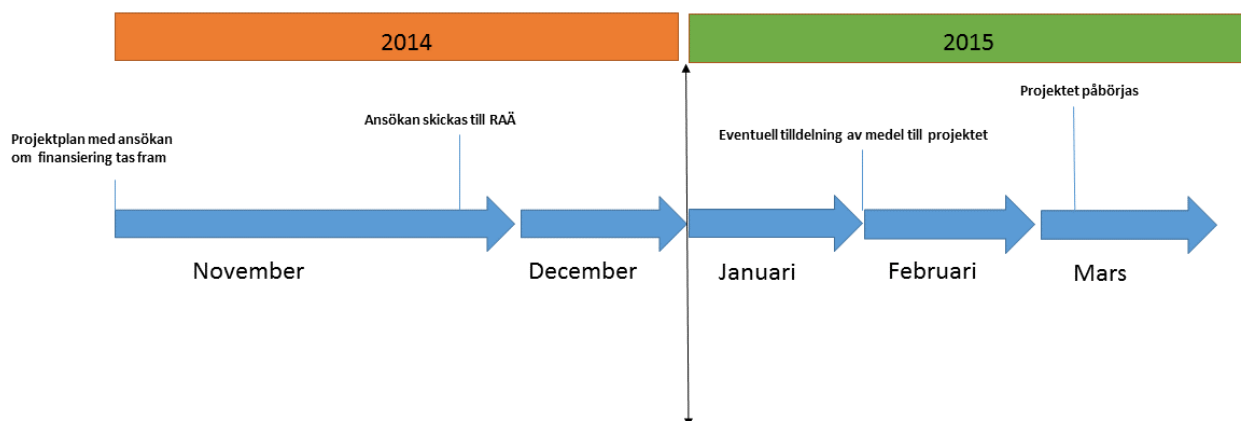 2014
2015
Projektet påbörjas
Ansökan skickas till RAÄ
Projektplan med ansökan
om finansiering tas fram
Eventuell tilldelning av medel till projektet
November
December
Januari
Februari
Mars